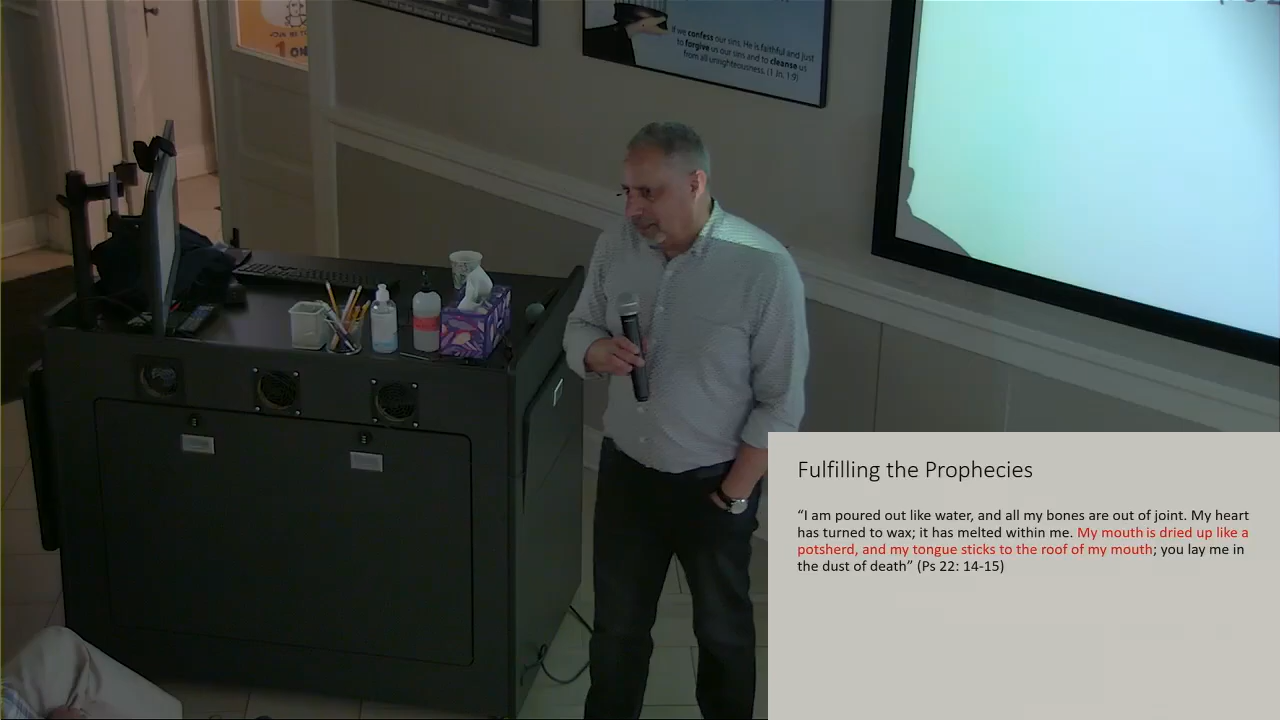 If we confess our sins, He is faithful and just
to forgive us our sins and to cleanse us
from all unrighteousness. (1 Jn. 1:9)
Fulfilling the Prophecies
“I am poured out like water, and all my bones are out of joint. My heart
has turned to wax; it has melted within me. My mouth is dried up like a
potsherd, and my tongue sticks to the roof of my mouth; you lay me in
the dust of death” (Ps 22: 14-15)